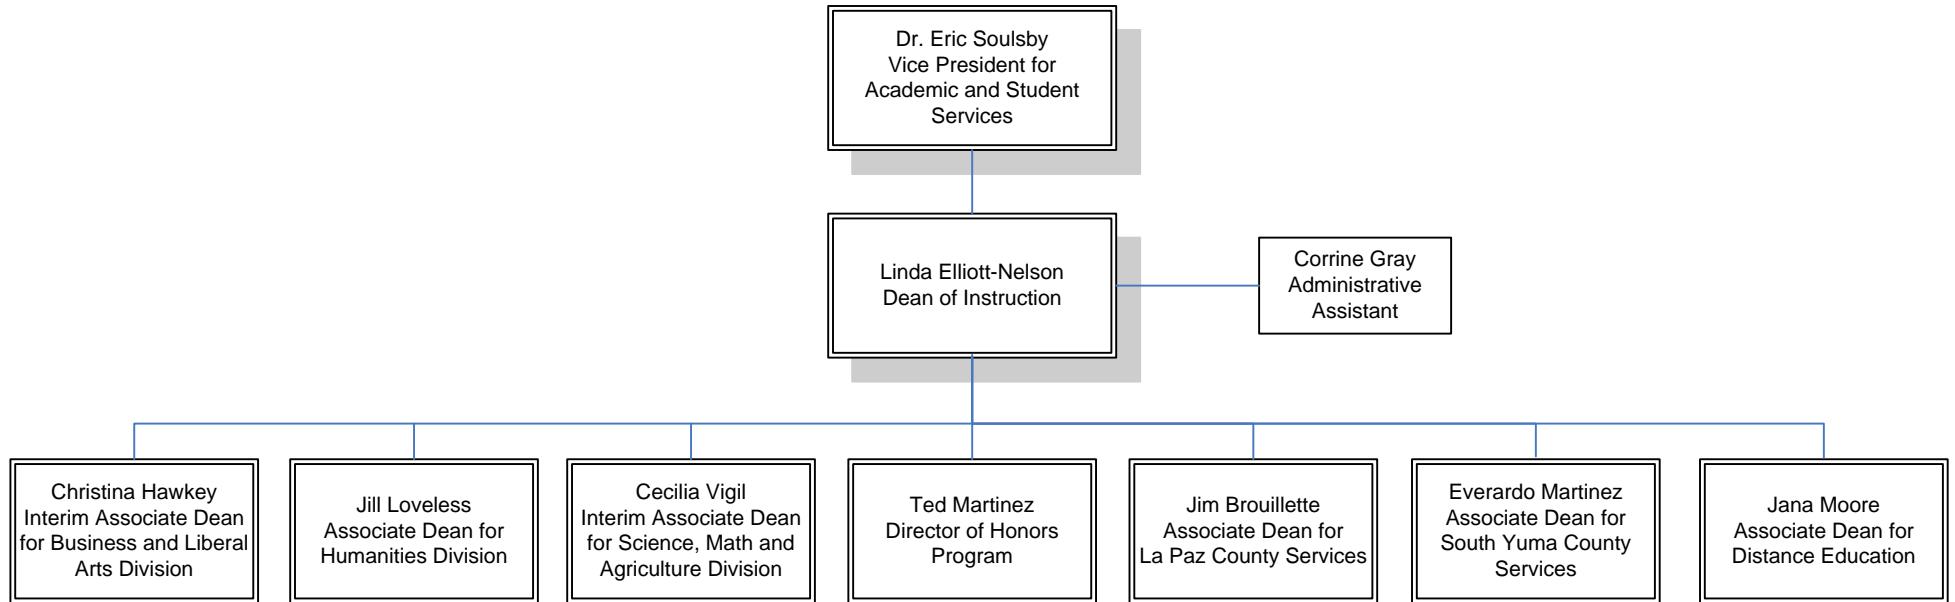 Dr. Eric Soulsby
Vice President for
Academic and Student
Services
Linda Elliott-Nelson
Dean of Instruction
Corrine Gray
Administrative
Assistant
Christina Hawkey
Interim Associate Dean
for Business and Liberal
Arts Division
Jill Loveless
Associate Dean for
Humanities Division
Cecilia Vigil
Interim Associate Dean
for Science, Math and
Agriculture Division
Ted Martinez
Director of Honors
Program
Jim Brouillette
Associate Dean for
La Paz County Services
Everardo Martinez
Associate Dean for
South Yuma County
Services
Jana Moore
Associate Dean for
Distance Education